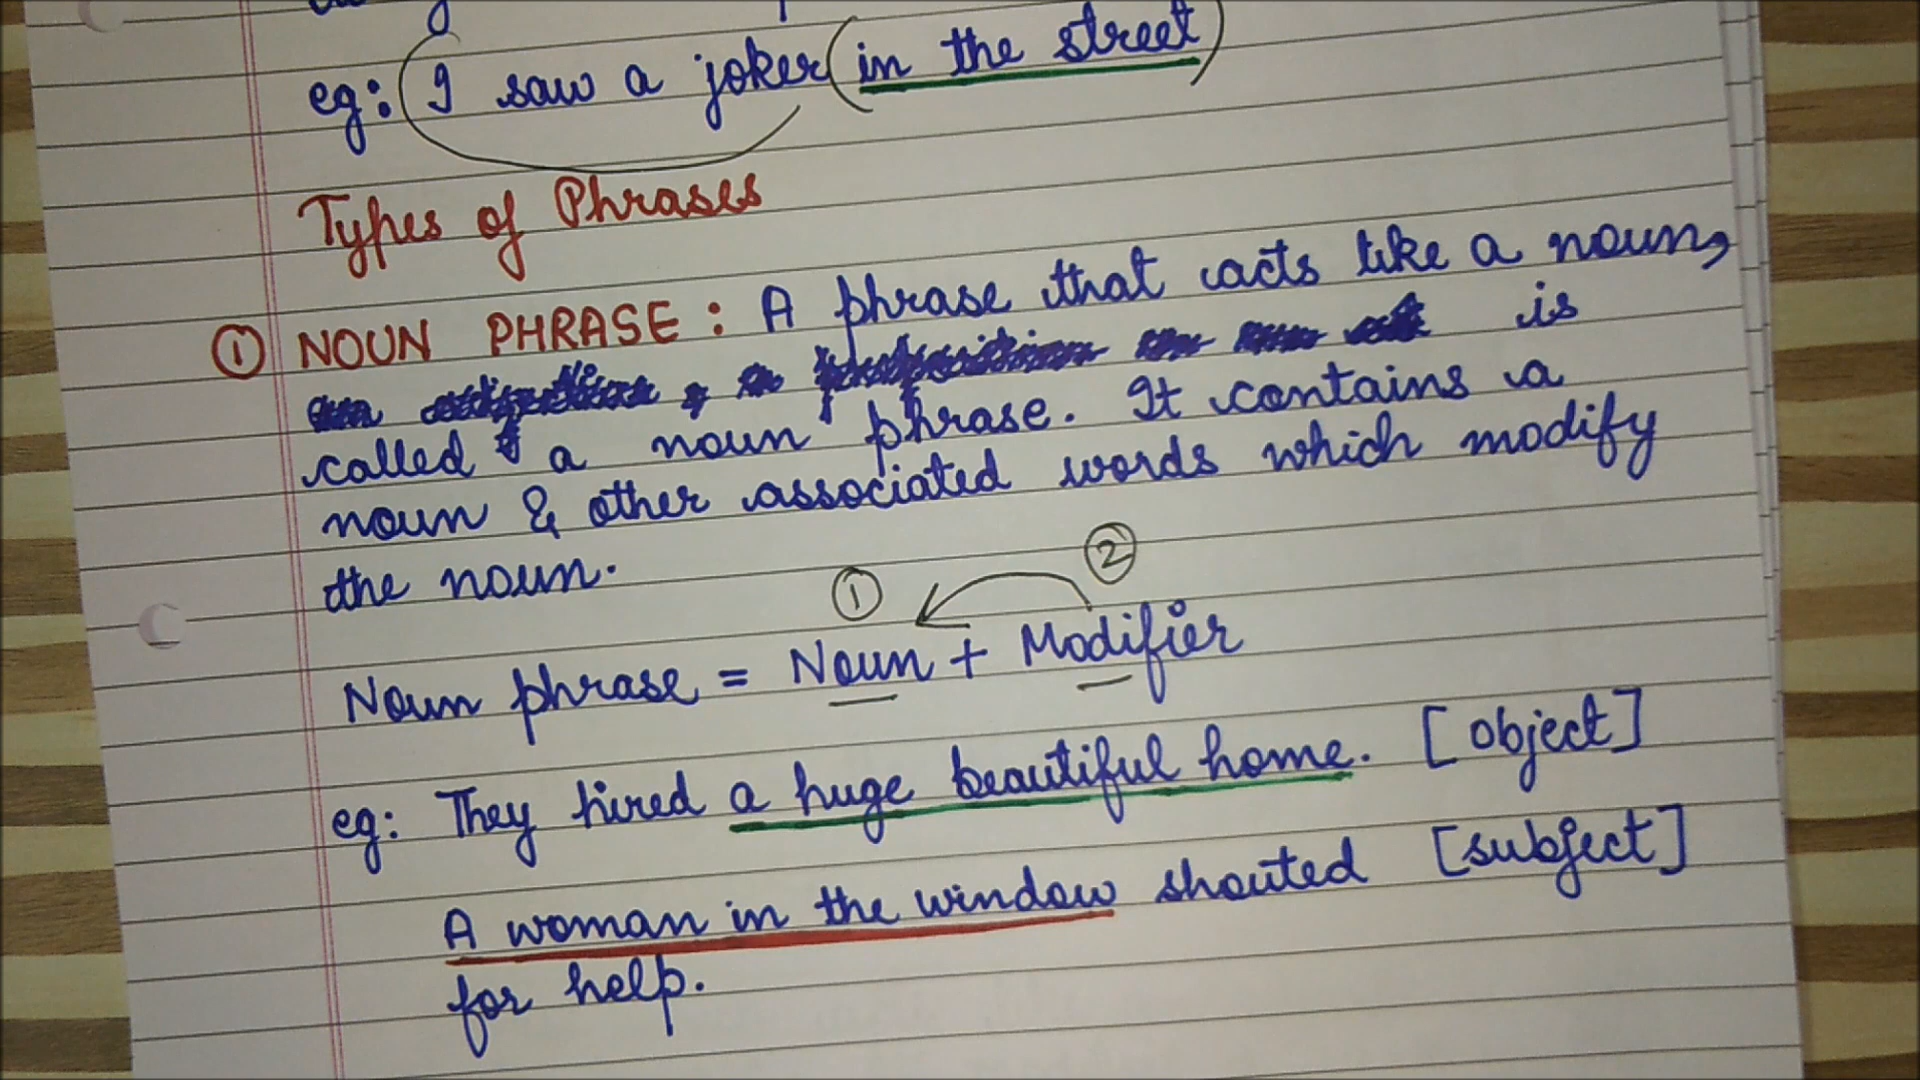 eg: (I saw a joker (in the street)
Types of Phrases
① NOUN PHRASE : A phrase that acts like a noun,
is
called a noun phrase. It contains a
noun & other associated words which modify
the noun.
① ②
Noun phrase = Noun + Modifier
eg: They hired a huge beautiful home. [object]
A woman in the window shouted [subject]
for help.